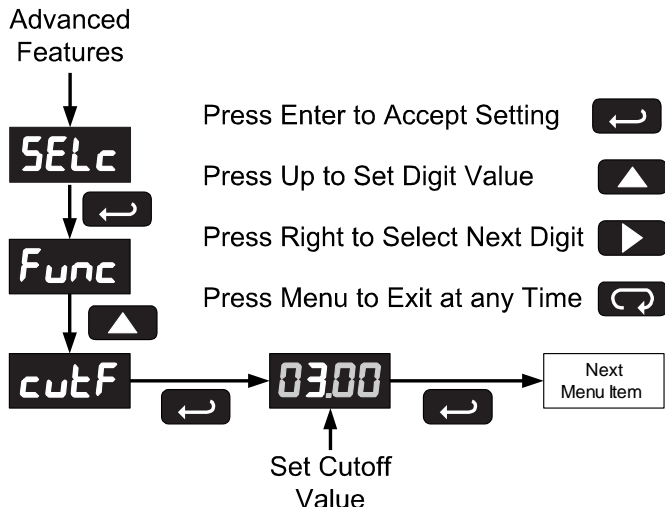 Advanced
Features
SELc
Press Enter to Accept Setting
Press Up to Set Digit Value
Func
Press Right to Select Next Digit
Press Menu to Exit at any Time
cutF
03.00
Next
Menu Item
Set Cutoff
Value